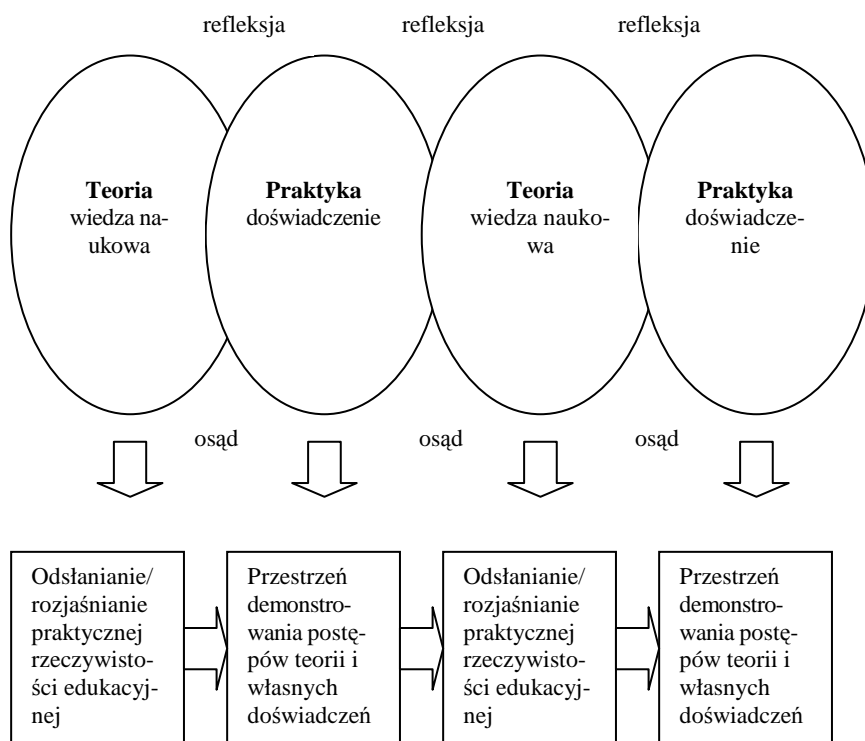 refleksja refleksja refleksja
Teoria
wiedza na-
ukowa
Praktyka
doświadczenie
Teoria
wiedza nauko-
wa
Praktyka
doświadcze-
nie
osąd osąd osąd
Odsłanianie/
rozjaśnianie
praktycznej
rzeczywisto-
ści edukacyj-
nej
Przestrzeń
demonstro-
wania postę-
pów teorii i
własnych
doświadczeń
Odsłanianie/
rozjaśnianie
praktycznej
rzeczywisto-
ści edukacyj-
nej
Przestrzeń
demonstro-
wania postę-
pów teorii i
własnych
doświadczeń